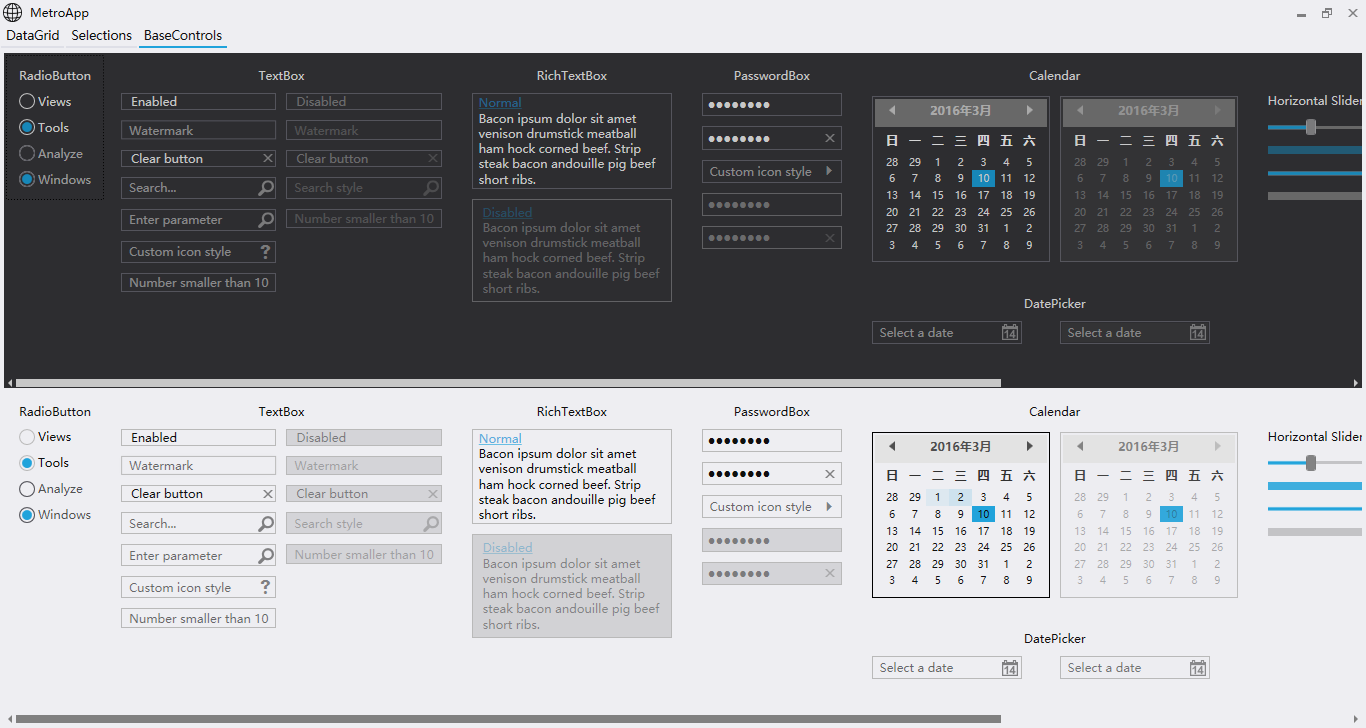 MetroApp
DataGrid Selections BaseControls
RadioButton
Views
Tools
Analyze
Windows
TextBox
Enabled Disabled
Watermark Watermark
Clear button Clear button
Search... Search style
Enter parameter Number smaller than 10
Custom icon style ?
Number smaller than 10
RichTextBox
Normal
Bacon ipsum dolor sit amet
venison drumstick meatball
ham hock corned beef. Strip
steak bacon andouille pig beef
short ribs.
Disabled
Bacon ipsum dolor sit amet
venison drumstick meatball
ham hock corned beef. Strip
steak bacon andouille pig beef
short ribs.
PasswordBox
●●●●●●●●
●●●●●●●●
Custom icon style
●●●●●●●●
●●●●●●●●
Calendar
2016年3月
日 一 二 三 四 五 六
28 29 1 2 3 4 5
6 7 8 9 10 11 12
13 14 15 16 17 18 19
20 21 22 23 24 25 26
27 28 29 30 31 1 2
3 4 5 6 7 8 9
2016年3月
日 一 二 三 四 五 六
28 29 1 2 3 4 5
6 7 8 9 10 11 12
13 14 15 16 17 18 19
20 21 22 23 24 25 26
27 28 29 30 31 1 2
3 4 5 6 7 8 9
DatePicker
Select a date 14 Select a date 14
Horizontal Slider
RadioButton
Views
Tools
Analyze
Windows
TextBox
Enabled Disabled
Watermark Watermark
Clear button Clear button
Search... Search style
Enter parameter Number smaller than 10
Custom icon style ?
Number smaller than 10
RichTextBox
Normal
Bacon ipsum dolor sit amet
venison drumstick meatball
ham hock corned beef. Strip
steak bacon andouille pig beef
short ribs.
Disabled
Bacon ipsum dolor sit amet
venison drumstick meatball
ham hock corned beef. Strip
steak bacon andouille pig beef
short ribs.
PasswordBox
●●●●●●●●
●●●●●●●●
Custom icon style
●●●●●●●●
●●●●●●●●
Calendar
2016年3月
日 一 二 三 四 五 六
28 29 1 2 3 4 5
6 7 8 9 10 11 12
13 14 15 16 17 18 19
20 21 22 23 24 25 26
27 28 29 30 31 1 2
3 4 5 6 7 8 9
2016年3月
日 一 二 三 四 五 六
28 29 1 2 3 4 5
6 7 8 9 10 11 12
13 14 15 16 17 18 19
20 21 22 23 24 25 26
27 28 29 30 31 1 2
3 4 5 6 7 8 9
DatePicker
Select a date 14 Select a date 14
Horizontal Slider